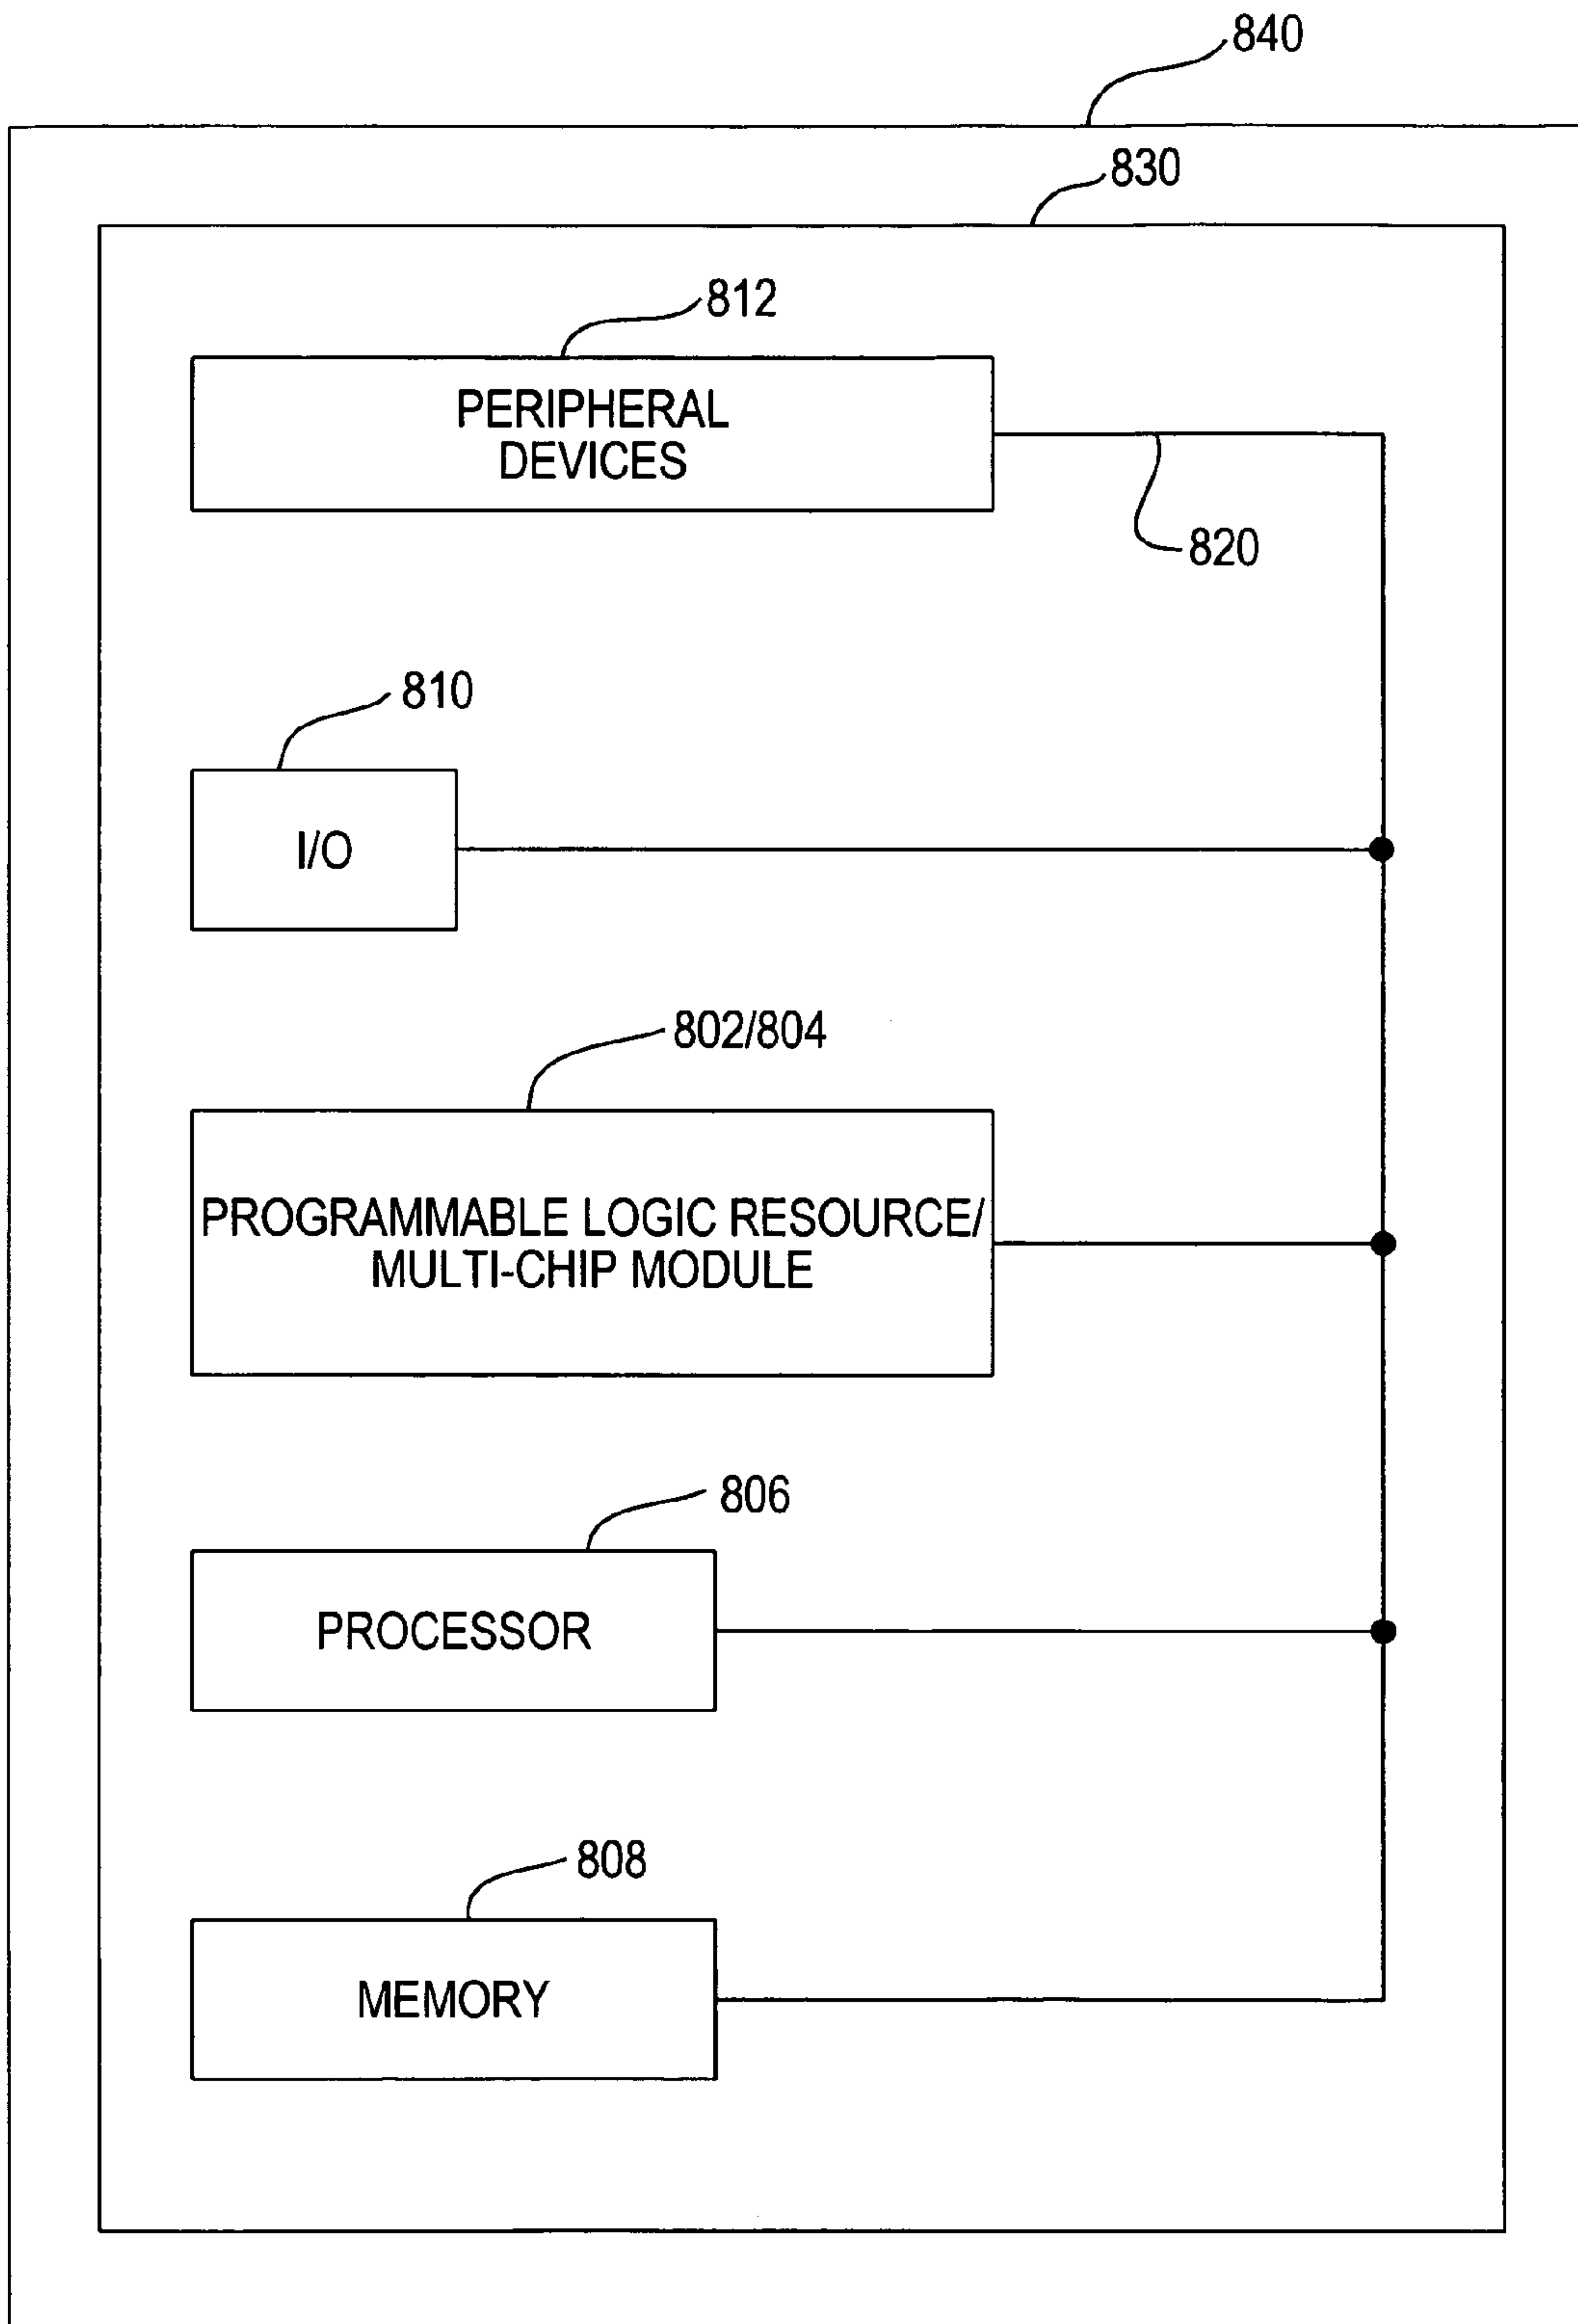 840
830
812
PERIPHERAL
DEVICES
820
810
I/O
802/804
PROGRAMMABLE LOGIC RESOURCE/
MULTI-CHIP MODULE
806
PROCESSOR
808
MEMORY